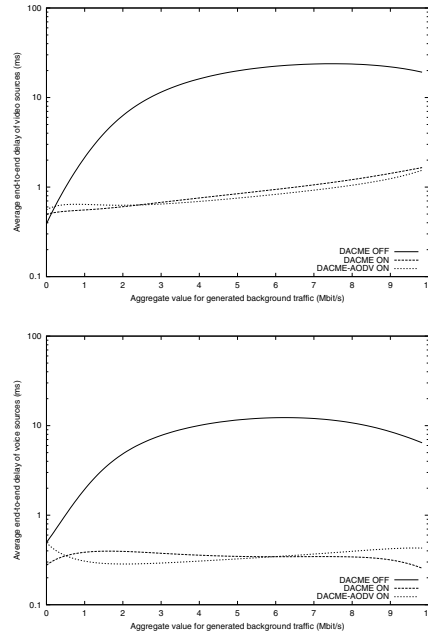 100
10
1
0.1
Average end-to-end delay of video sources (ms)
0 1 2 3 4 5 6 7 8 9 1
Aggregate value for generated background traffic (Mbit/s)
DACME OFF
DACME ON
DACME-AODV ON
100
10
1
0.1
Average end-to-end delay of voice sources (ms)
0 1 2 3 4 5 6 7 8 9 1
Aggregate value for generated background traffic (Mbit/s)
DACME OFF
DACME ON
DACME-AODV ON